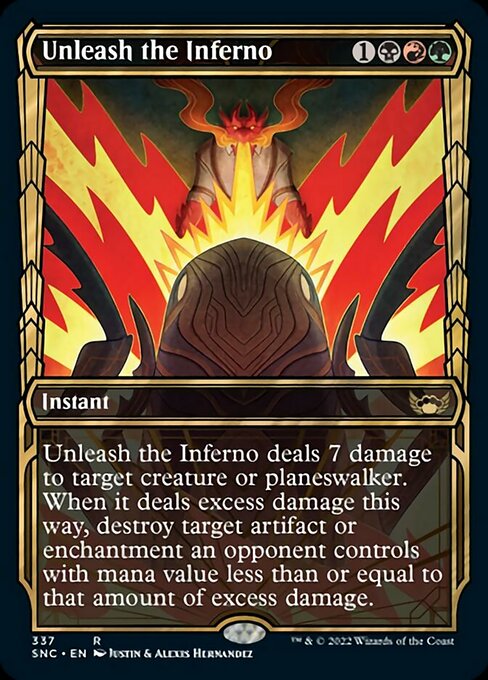 Unleash the Inferno 1
Instant
Unleash the Inferno deals 7 damage
to target creature or planeswalker.
When it deals excess damage this
way, destroy target artifact or
enchantment an opponent controls
with mana value less than or equal to
that amount of excess damage.
337 R
SNC • EN Justin & Alexis Hernandez
™ & © 2022 Wizards of the Coast